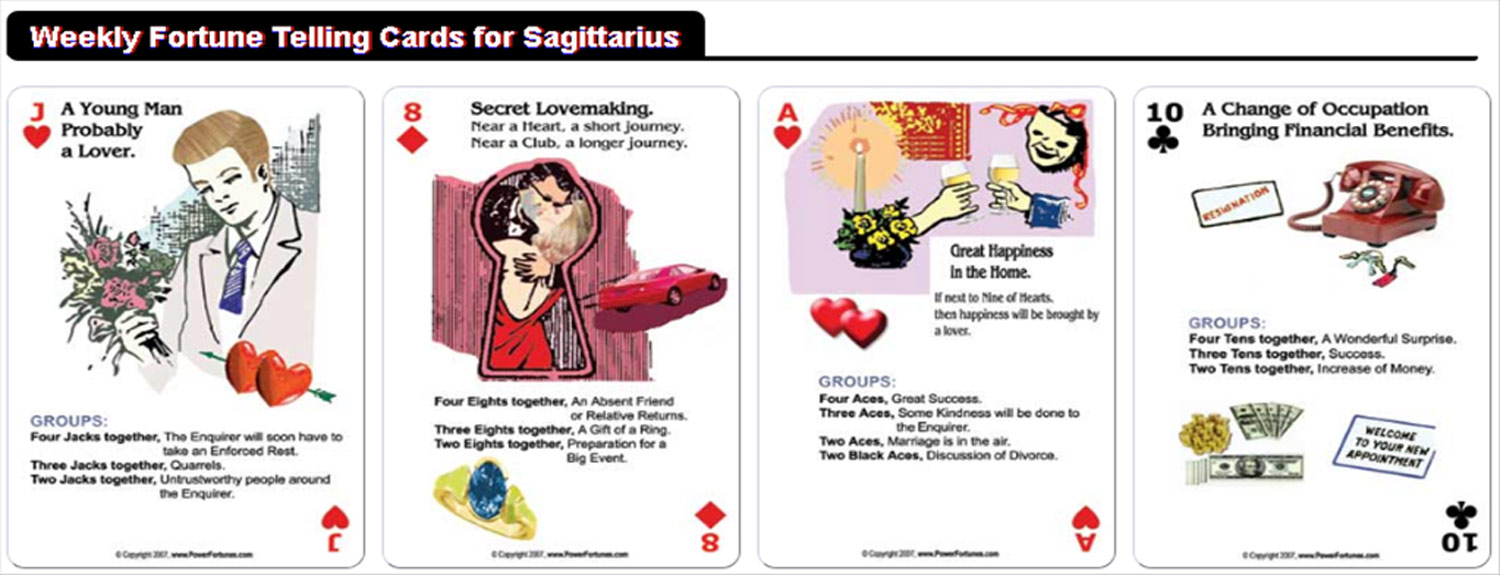 Weekly Fortune Telling Cards for Sagittarius
J
A Young Man
Probably
a Lover.
GROUPS:
Four Jacks together, The Enquirer will soon have to
take an Enforced Rest.
Three Jacks together, Quarrels.
Two Jacks together, Untrustworthy people around
the Enquirer.
J
© Copyright 2007, www.PowerFortunes.com
8
Secret Lovemaking.
Near a Heart, a short journey.
Near a Club, a longer journey.
Four Eights together, An Absent Friend
or Relative Returns.
Three Eights together, A Gift of a Ring.
Two Eights together, Preparation for a
Big Event.
8
© Copyright 2007, www.PowerFortunes.com
A
Great Happiness
in the Home.
If next to Nine of Hearts,
then happiness will be brought by
a lover.
GROUPS:
Four Aces, Great Success.
Three Aces, Some Kindness will be done to
the Enquirer.
Two Aces, Marriage is in the air.
Two Black Aces, Discussion of Divorce.
A
© Copyright 2007, www.PowerFortunes.com
10
A Change of Occupation
Bringing Financial Benefits.
RESIGNATION
GROUPS:
Four Tens together, A Wonderful Surprise.
Three Tens together, Success.
Two Tens together, Increase of Money.
WELCOME
TO YOUR NEW
APPOINTMENT
10
© Copyright 2007, www.PowerFortunes.com